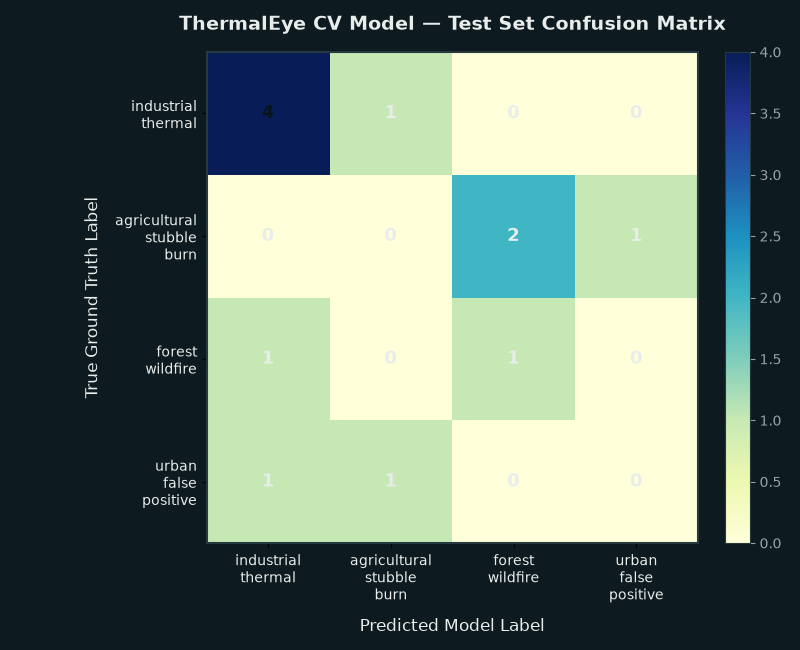 ThermalEye CV Model — Test Set Confusion Matrix
industrial
thermal
4 1 0 0
agricultural
stubble
burn
0 0 2 1
forest
wildfire
1 0 1 0
urban
false
positive
1 1 0 0
True Ground Truth Label
industrial
thermal
agricultural
stubble
burn
forest
wildfire
urban
false
positive
Predicted Model Label
4.0
3.5
3.0
2.5
2.0
1.5
1.0
0.5
0.0